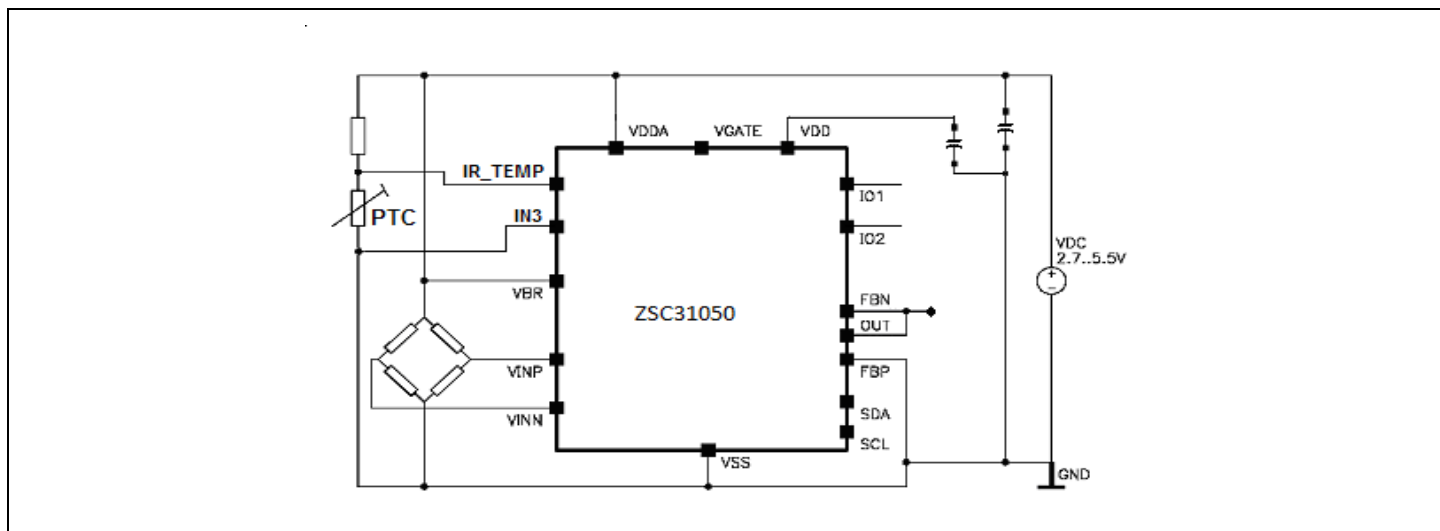 VDDA
VGATE
VDD
IR_TEMP
PTC
IN3
IO1
IO2
VDC
2.7..5.5V
VBR
ZSC31050
FBN
OUT
VINP
FBP
VINN
SDA
SCL
VSS
GND